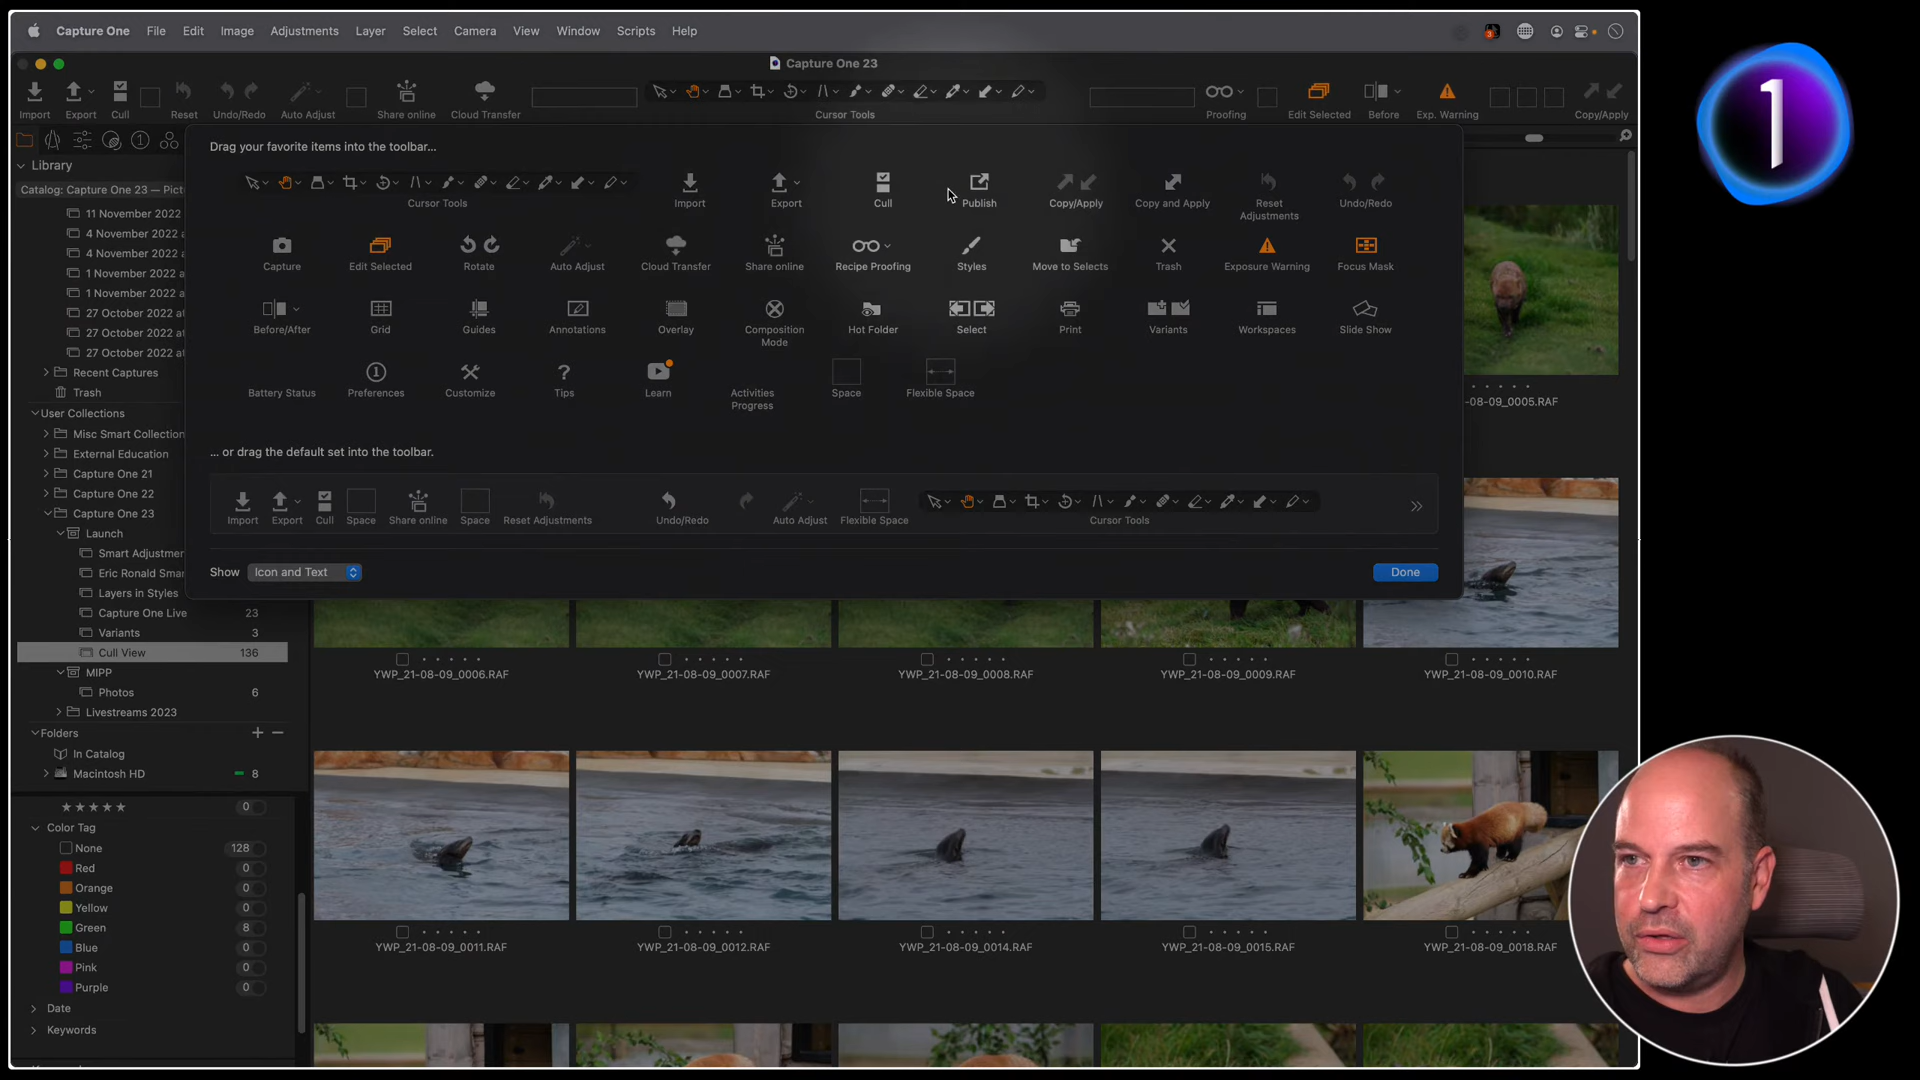 Capture One File Edit Image Adjustments Layer Select Camera View Window Scripts Help
Capture One 23
Import Export Cull Reset Undo/Redo Auto Adjust Share online Cloud Transfer Cursor Tools Proofing Edit Selected Before Exp. Warning Copy/Apply
Library
Drag your favorite items into the toolbar...
Catalog: Capture One 23 — Pict
Cursor Tools Import Export Cull Publish Copy/Apply Copy and Apply Reset Adjustments Undo/Redo
11 November 2022
4 November 2022 a
4 November 2022 a
1 November 2022 at
1 November 2022 at
27 October 2022 at
27 October 2022 at
27 October 2022 at
Capture Edit Selected Rotate Auto Adjust Cloud Transfer Share online Recipe Proofing Styles Move to Selects Trash Exposure Warning Focus Mask
Before/After Grid Guides Annotations Overlay Composition Mode Hot Folder Select Print Variants Workspaces Slide Show
Battery Status Preferences Customize Tips Learn Activities Progress Space Flexible Space
... or drag the default set into the toolbar.
Import Export Cull Space Share online Space Reset Adjustments Undo/Redo Auto Adjust Flexible Space Cursor Tools
Show Icon and Text Done
Recent Captures
Trash
User Collections
Misc Smart Collection
External Education
Capture One 21
Capture One 22
Capture One 23
Launch
Smart Adjustmen
Eric Ronald Smar
Layers in Styles
Capture One Live 23
Variants 3
Cull View 136
MIPP
Photos 6
Livestreams 2023
Folders
In Catalog
Macintosh HD 8
0
Color Tag
None 128
Red 0
Orange 0
Yellow 0
Green 8
Blue 0
Pink 0
Purple 0
Date
Keywords
-08-09_0005.RAF
YWP_21-08-09_0006.RAF YWP_21-08-09_0007.RAF YWP_21-08-09_0008.RAF YWP_21-08-09_0009.RAF YWP_21-08-09_0010.RAF
YWP_21-08-09_0011.RAF YWP_21-08-09_0012.RAF YWP_21-08-09_0014.RAF YWP_21-08-09_0015.RAF YWP_21-08-09_0018.RAF
1